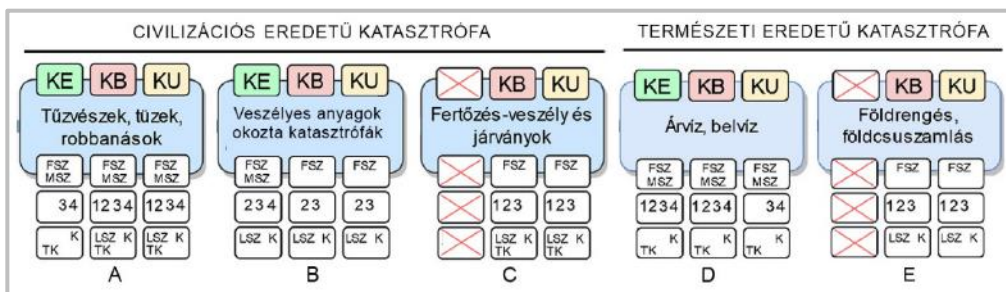 CIVILIZÁCIÓS EREDETŰ KATASZTRÓFA
TERMÉSZETI EREDETŰ KATASZTRÓFA
KE KB KU
Tűzvészek, tüzek,
robbanások
FSZ MSZ FSZ MSZ FSZ MSZ
34 1234 1234
K TK LSZ K TK LSZ K TK
A
KE KB KU
Veszélyes anyagok
okozta katasztrófák
FSZ FSZ FSZ
234 23 23
LSZ K LSZ K LSZ K
B
KB KU
Fertőzés-veszély és
járványok
FSZ FSZ
123 123
LSZ K TK LSZ K TK
C
KE KB KU
Árvíz, belvíz
FSZ MSZ FSZ MSZ FSZ MSZ
1234 1234 34
K TK K TK K TK
D
KB KU
Földrengés,
földcsuszamlás
FSZ FSZ
123 123
LSZ K LSZ K
E